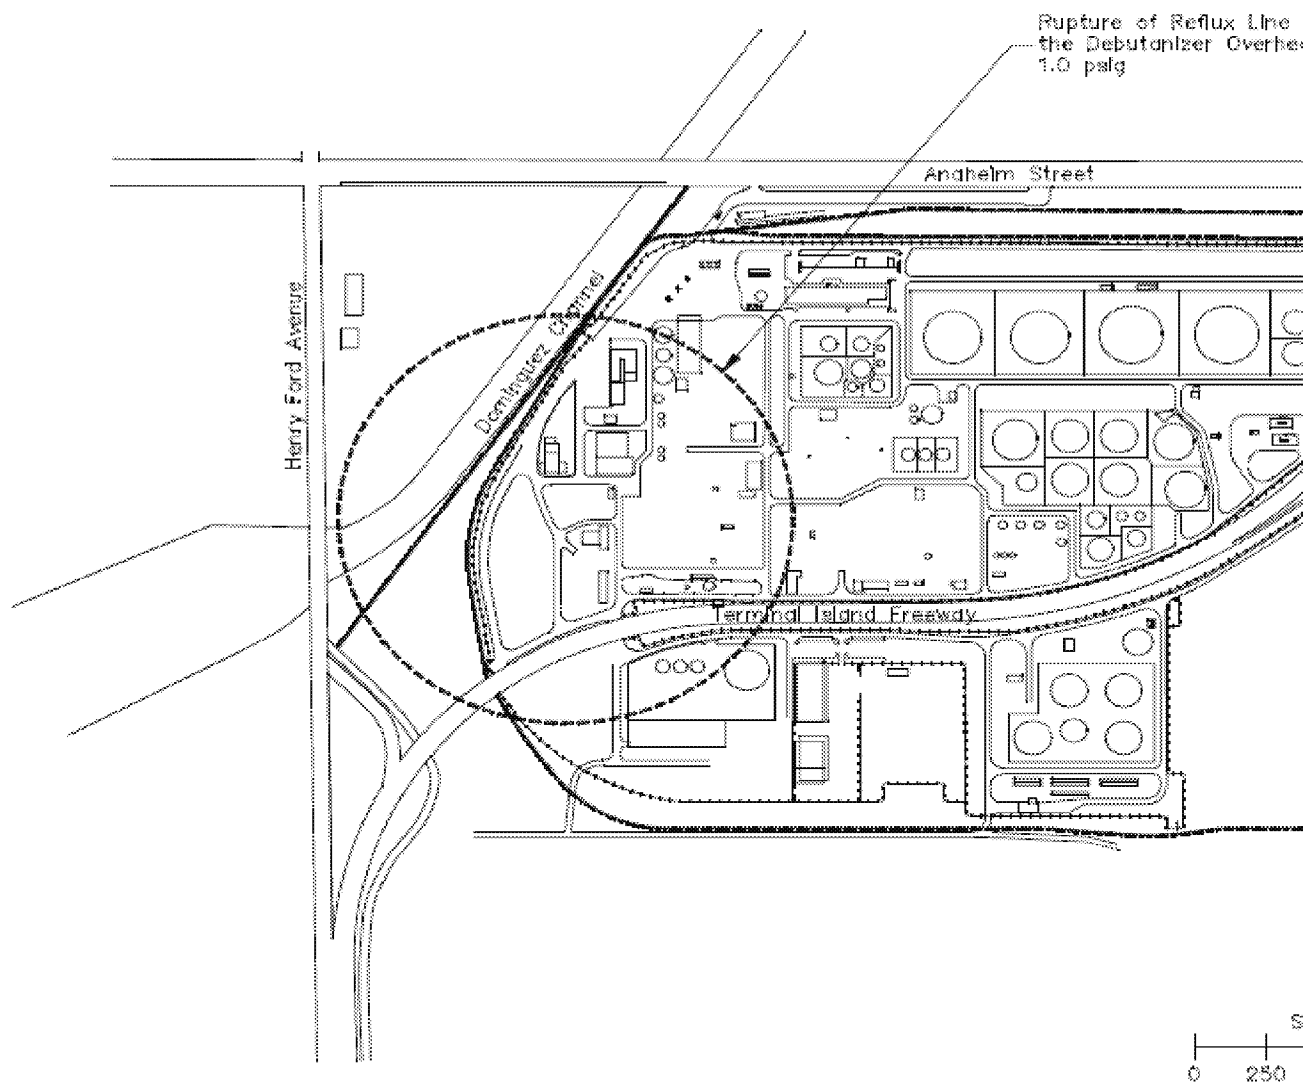 Rupture of Reflux Line
the Debutanizer Overhe
1.0 psig
Anaheim Street
Henry Ford Avenue
Dominguez Channel
Terminal Island Freeway
S
0 250